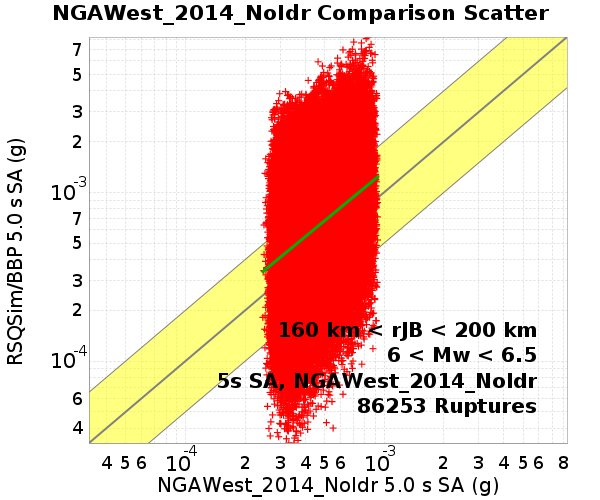 NGAWest_2014_NoIdr Comparison Scatter
RSQSim/BBP 5.0 s SA (g)
7
5
3
2
10-3
7
5
3
2
10-4
6
4
160 km < rJB < 200 km
6 < Mw < 6.5
5s SA, NGAWest_2014_NoIdr
86253 Ruptures
4 5 6 10-4 2 3 4 5 6 10-3 2 3 4 5 6 8
NGAWest_2014_NoIdr 5.0 s SA (g)